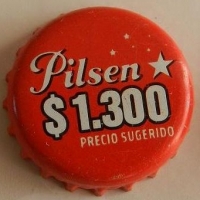 Pilsen
$1.300
PRECIO SUGERIDO